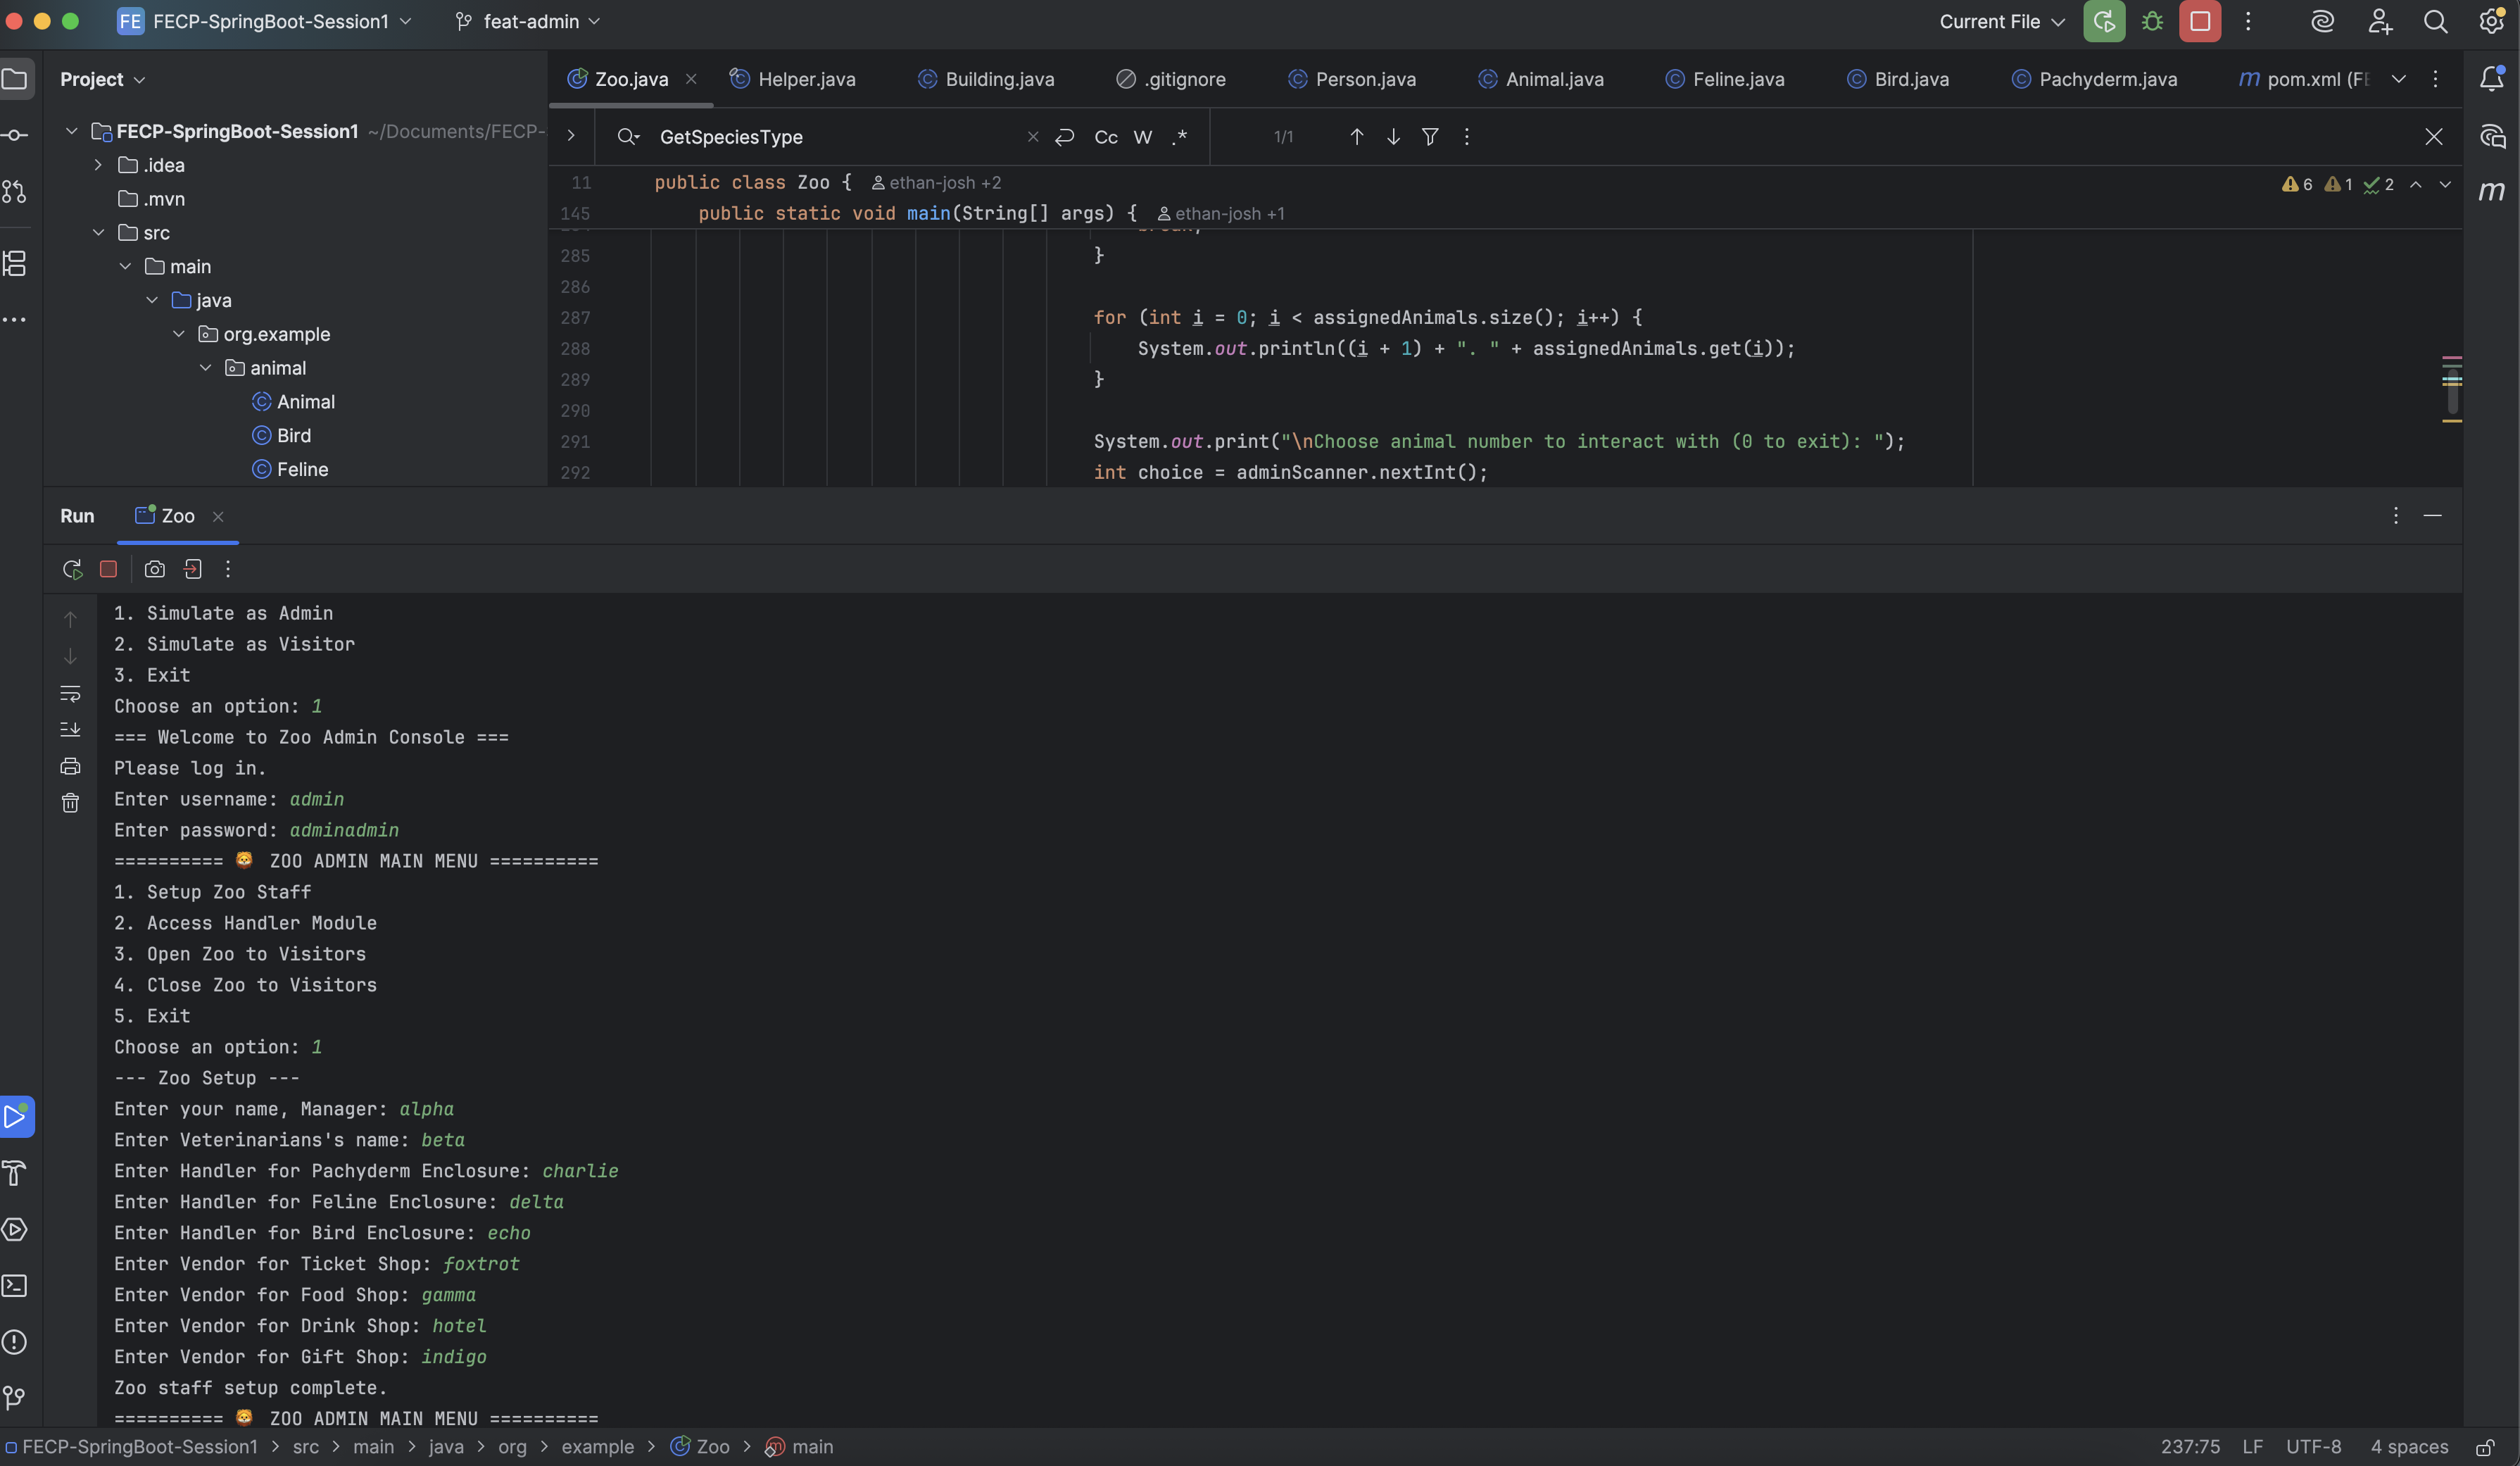 FE FECP-SpringBoot-Session1 feat-admin Current File
Project
Zoo.java Helper.java Building.java .gitignore Person.java Animal.java Feline.java Bird.java Pachyderm.java m pom.xml (FE
FECP-SpringBoot-Session1 ~/Documents/FECP-
.idea
.mvn
src
main
java
org.example
animal
Animal
Bird
Feline
GetSpeciesType Cc W .* 1/1
11 public class Zoo { ethan-josh +2
6 1 2
145 public static void main(String[] args) { ethan-josh +1
285 }
286
287 for (int i = 0; i < assignedAnimals.size(); i++) {
288 System.out.println((i + 1) + ". " + assignedAnimals.get(i));
289 }
290
291 System.out.print("\nChoose animal number to interact with (0 to exit): ");
292 int choice = adminScanner.nextInt();
Run Zoo
1. Simulate as Admin
2. Simulate as Visitor
3. Exit
Choose an option: 1
=== Welcome to Zoo Admin Console ===
Please log in.
Enter username: admin
Enter password: adminadmin
========== 🦁 ZOO ADMIN MAIN MENU ==========
1. Setup Zoo Staff
2. Access Handler Module
3. Open Zoo to Visitors
4. Close Zoo to Visitors
5. Exit
Choose an option: 1
--- Zoo Setup ---
Enter your name, Manager: alpha
Enter Veterinarians's name: beta
Enter Handler for Pachyderm Enclosure: charlie
Enter Handler for Feline Enclosure: delta
Enter Handler for Bird Enclosure: echo
Enter Vendor for Ticket Shop: foxtrot
Enter Vendor for Food Shop: gamma
Enter Vendor for Drink Shop: hotel
Enter Vendor for Gift Shop: indigo
Zoo staff setup complete.
========== 🦁 ZOO ADMIN MAIN MENU ==========
FECP-SpringBoot-Session1 > src > main > java > org > example > Zoo > main 237:75 LF UTF-8 4 spaces